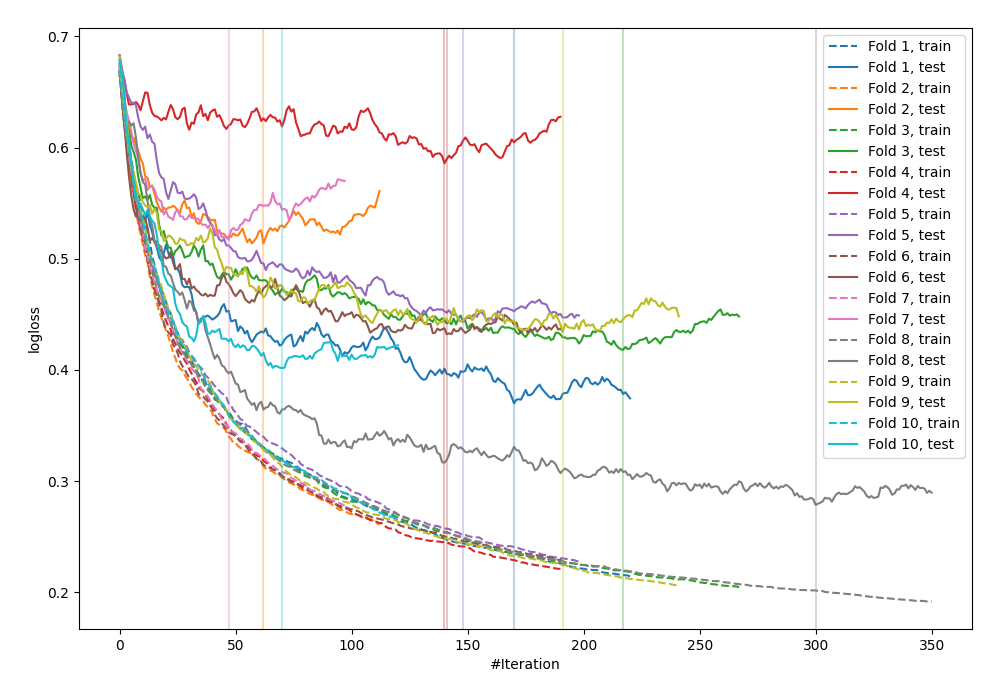 0.7
0.6
0.5
0.4
0.3
0.2
logloss
0
50
100
150
200
250
300
350
#Iteration
Fold 1, train
Fold 1, test
Fold 2, train
Fold 2, test
Fold 3, train
Fold 3, test
Fold 4, train
Fold 4, test
Fold 5, train
Fold 5, test
Fold 6, train
Fold 6, test
Fold 7, train
Fold 7, test
Fold 8, train
Fold 8, test
Fold 9, train
Fold 9, test
Fold 10, train
Fold 10, test